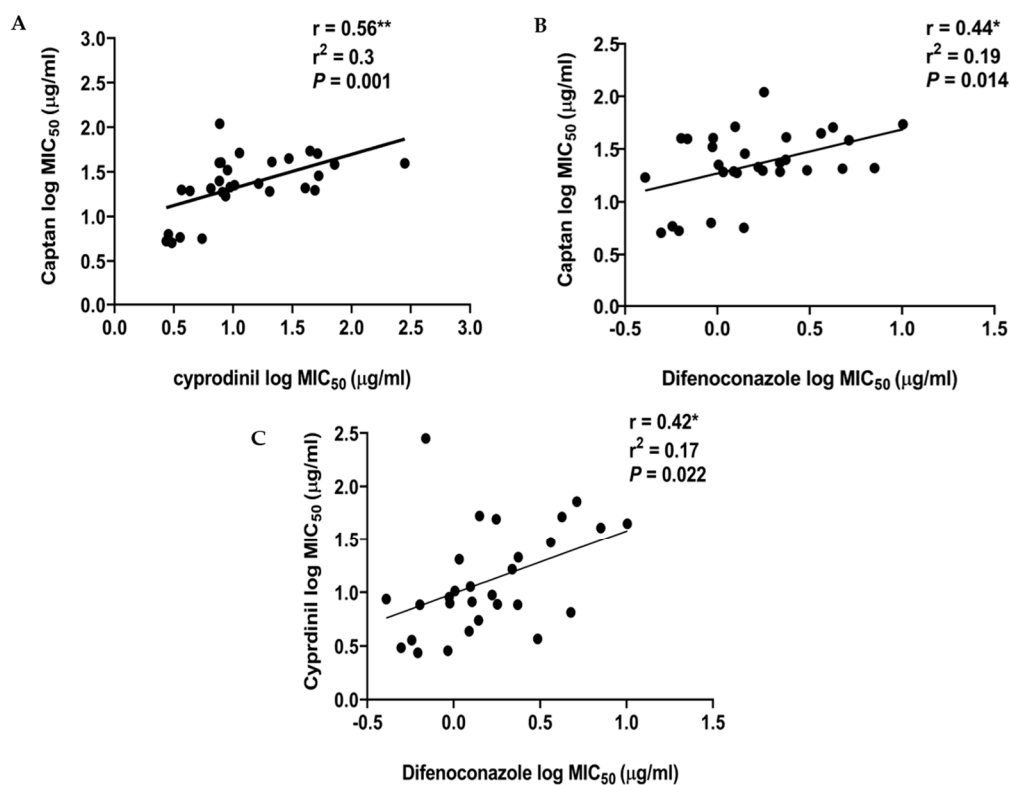 A
r = 0.56**
r² = 0.3
P = 0.001
Captan log MIC₅₀ (µg/ml)
3.0
2.5
2.0
1.5
1.0
0.5
0.0
0.0 0.5 1.0 1.5 2.0 2.5 3.0
cyprodinil log MIC₅₀ (µg/ml)
B
r = 0.44*
r² = 0.19
P = 0.014
Captan log MIC₅₀ (µg/ml)
2.5
2.0
1.5
1.0
0.5
0.0
-0.5 0.0 0.5 1.0 1.5
Difenoconazole log MIC₅₀ (µg/ml)
C
r = 0.42*
r² = 0.17
P = 0.022
Cyprdinil log MIC₅₀ (µg/ml)
2.5
2.0
1.5
1.0
0.5
0.0
-0.5 0.0 0.5 1.0 1.5
Difenoconazole log MIC₅₀ (µg/ml)